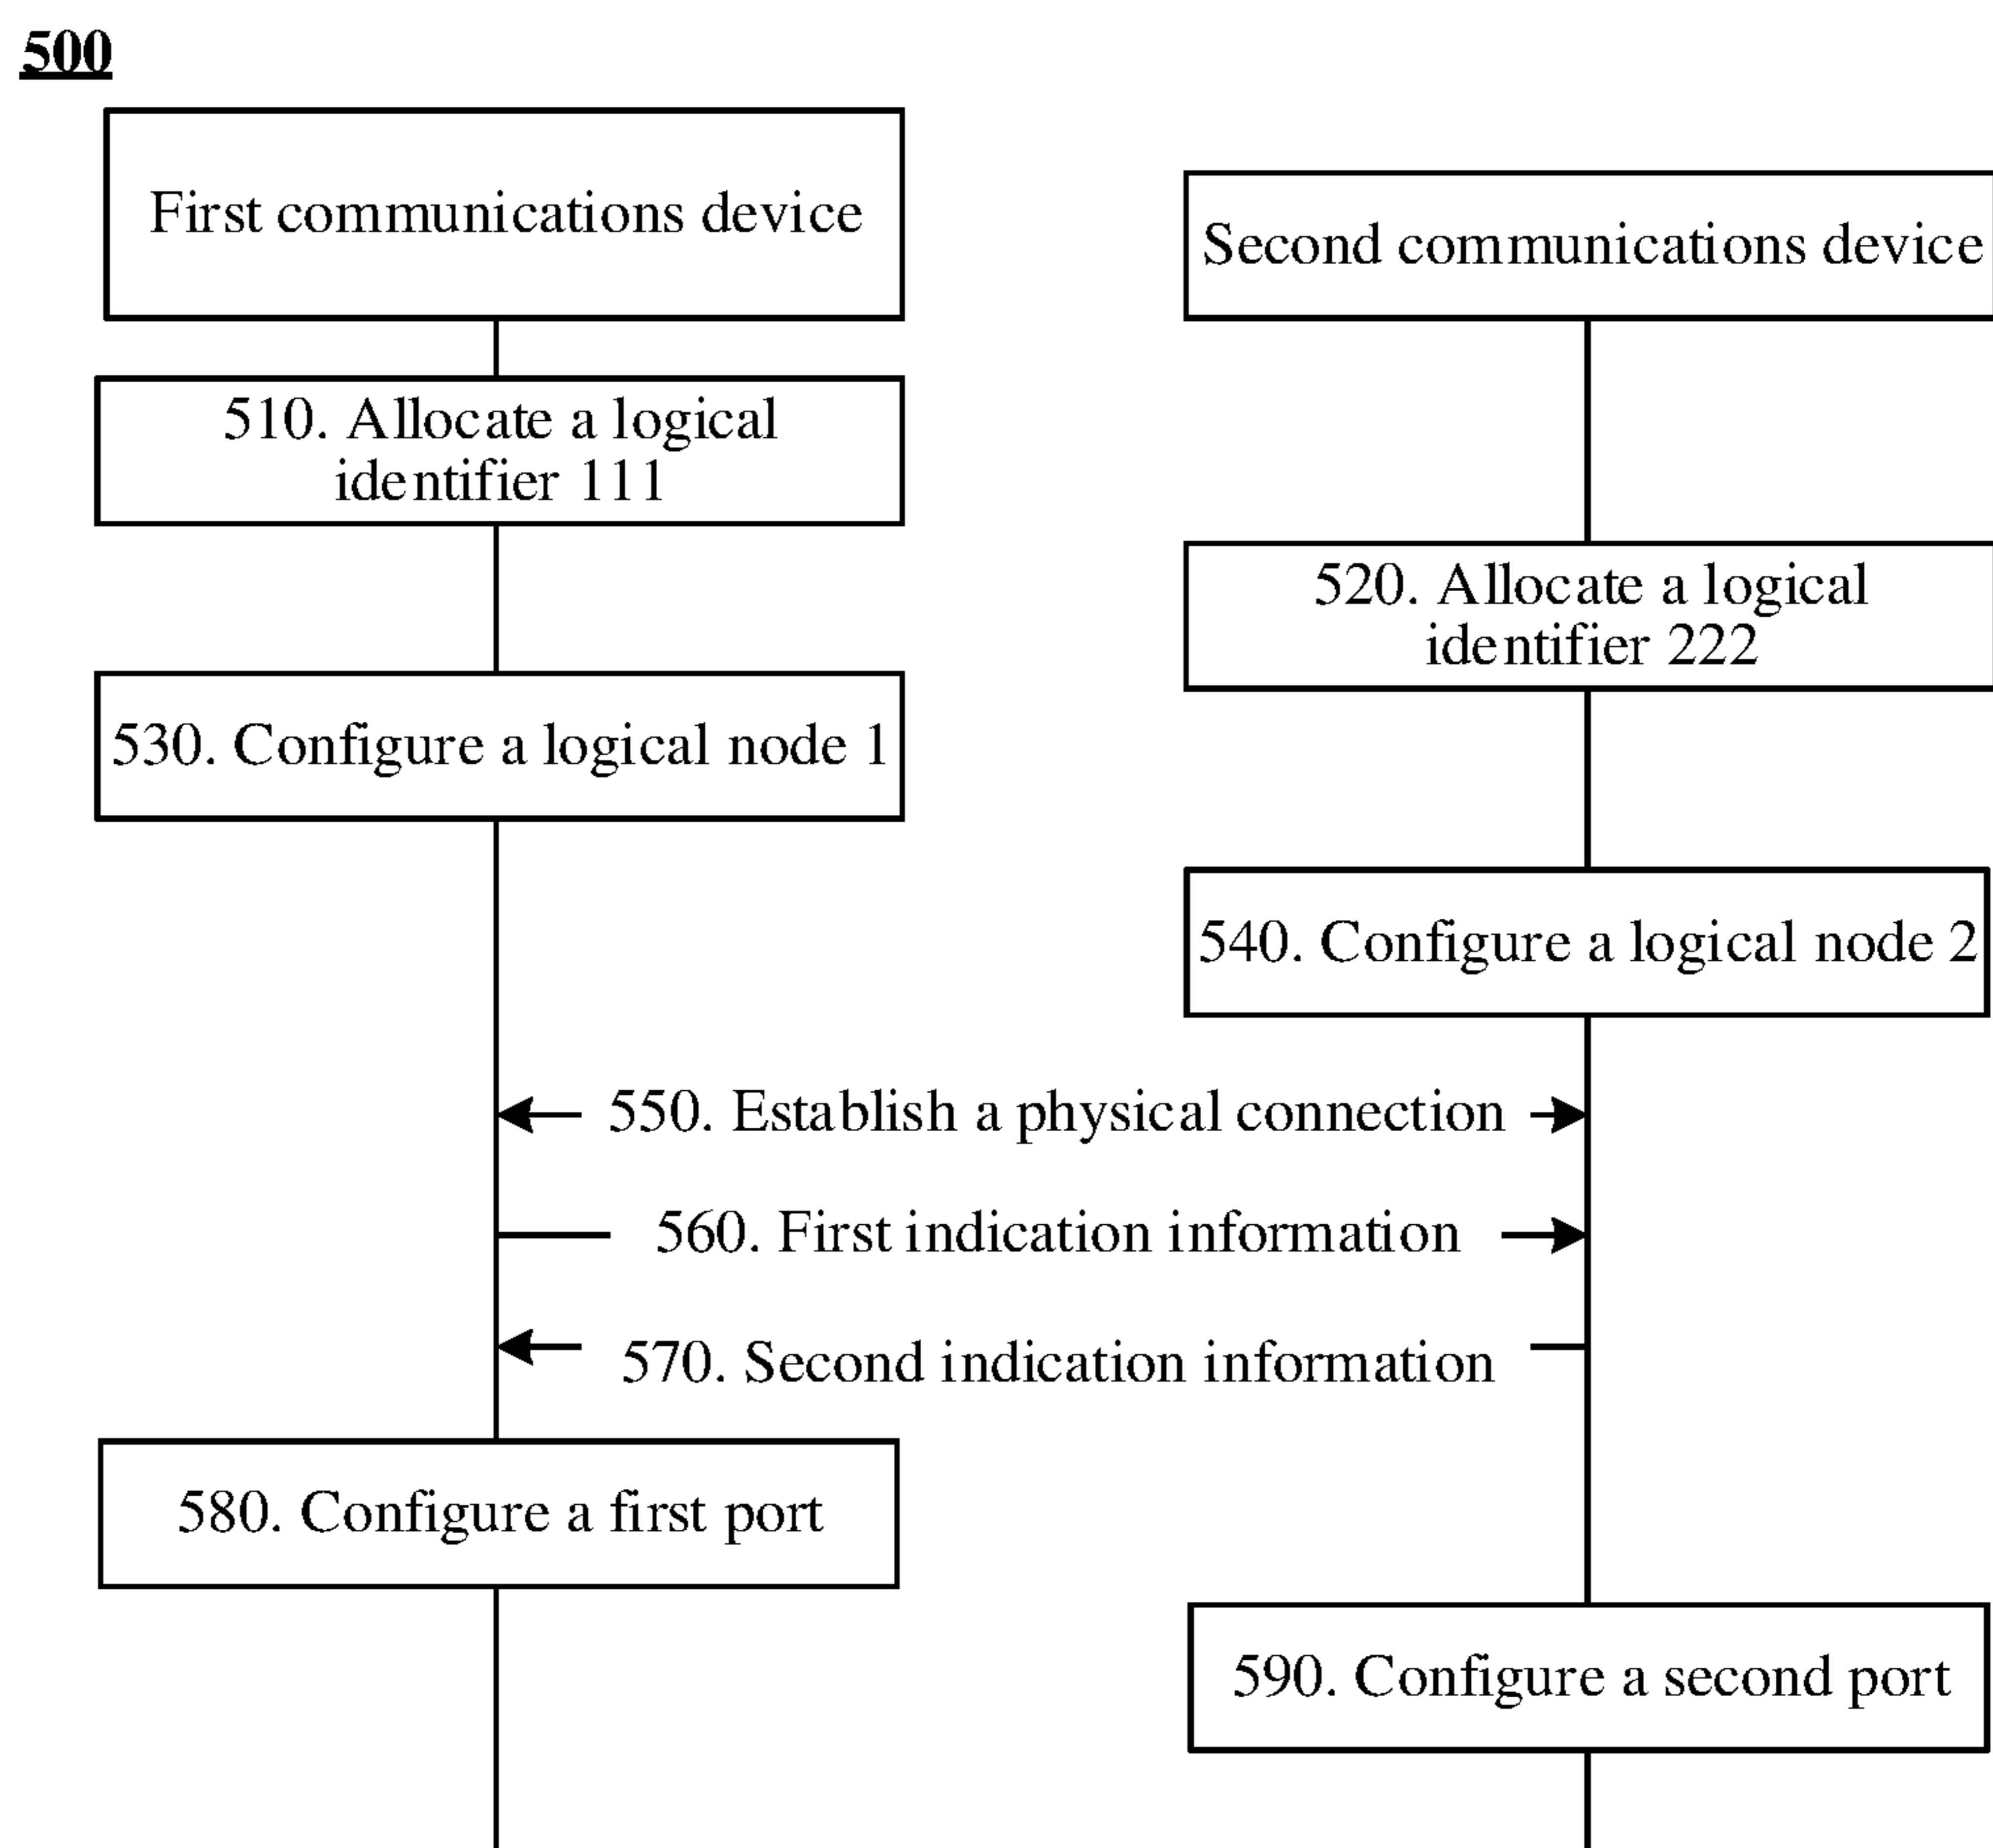 500
First communications device
Second communications device
510. Allocate a logical
identifier 111
520. Allocate a logical
identifier 222
530. Configure a logical node 1
540. Configure a logical node 2
550. Establish a physical connection
560. First indication information
570. Second indication information
580. Configure a first port
590. Configure a second port